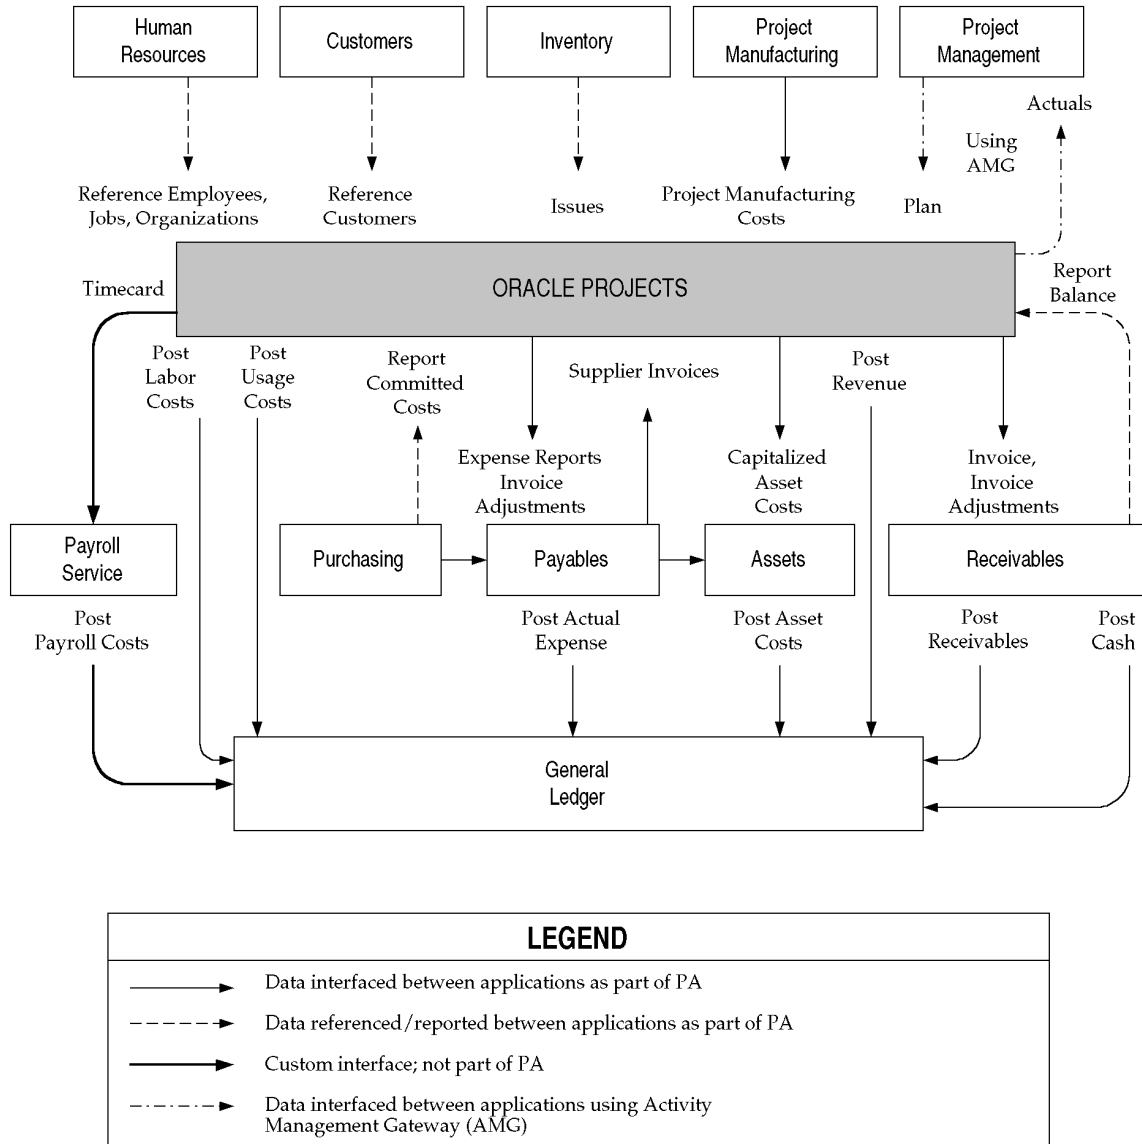 Human
Resources
Customers
Inventory
Project
Manufacturing
Project
Management
Actuals
Using
AMG
Reference Employees,
Jobs, Organizations
Reference
Customers
Issues
Project Manufacturing
Costs
Plan
ORACLE PROJECTS
Timecard
Report
Balance
Post
Labor
Costs
Post
Usage
Costs
Report
Committed
Costs
Supplier Invoices
Post
Revenue
Expense Reports
Invoice
Adjustments
Capitalized
Asset
Costs
Invoice,
Invoice
Adjustments
Payroll
Service
Purchasing
Payables
Assets
Receivables
Post
Payroll Costs
Post Actual
Expense
Post Asset
Costs
Post
Receivables
Post
Cash
General
Ledger
LEGEND
Data interfaced between applications as part of PA
Data referenced/reported between applications as part of PA
Custom interface; not part of PA
Data interfaced between applications using Activity
Management Gateway (AMG)